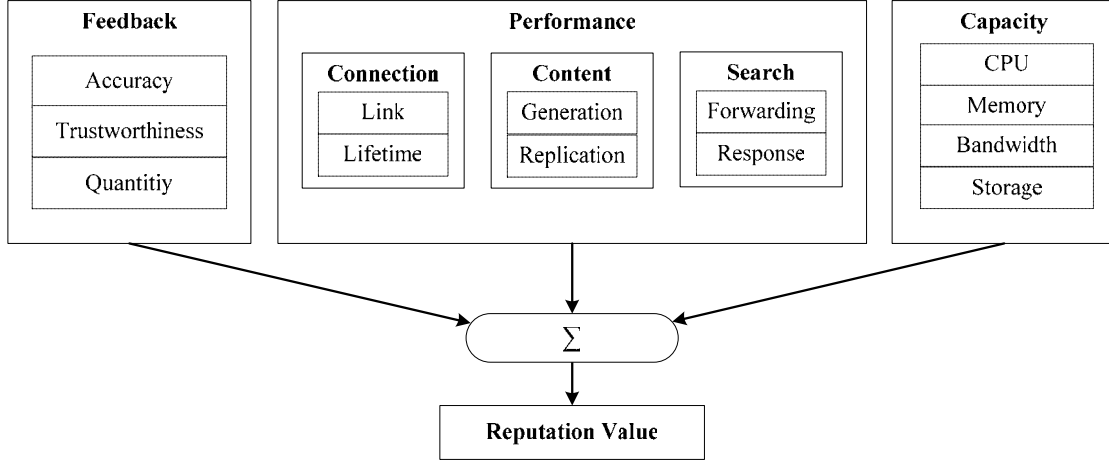 Feedback
Accuracy
Trustworthiness
Quantitiy
Performance
Connection
Link
Lifetime
Content
Generation
Replication
Search
Forwarding
Response
Capacity
CPU
Memory
Bandwidth
Storage
∑
Reputation Value